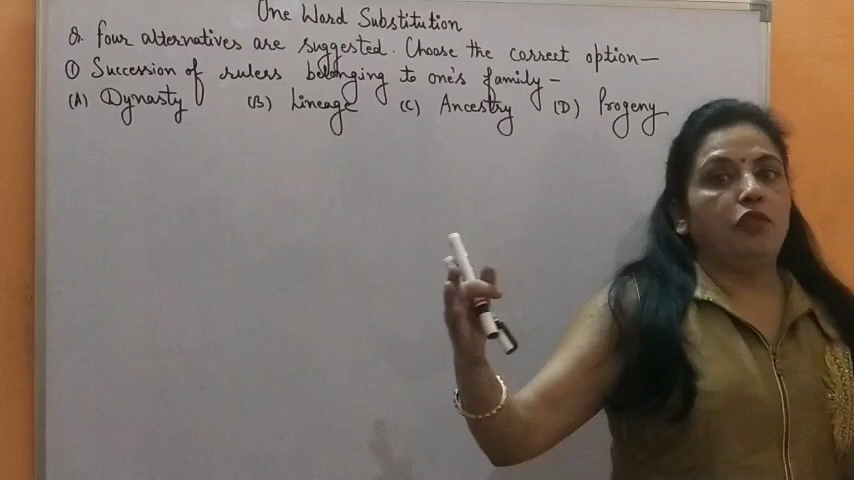 One Word Substitution
Q. Four alternatives are suggested. Choose the correct option—
① Succession of rulers belonging to one's family—
(A) Dynasty (B) Lineage (C) Ancestry (D) Progeny